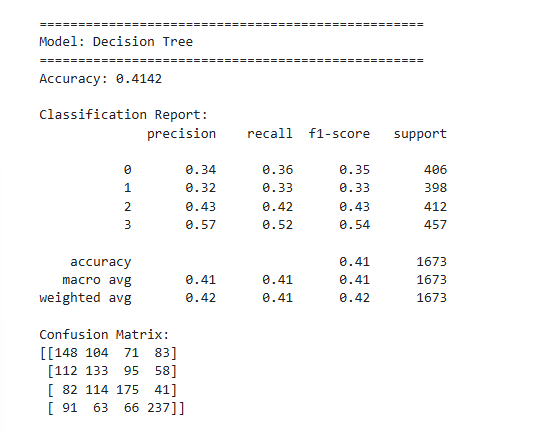 ==================================================
Model: Decision Tree
==================================================
Accuracy: 0.4142
Classification Report:
precision recall f1-score support
0 0.34 0.36 0.35 406
1 0.32 0.33 0.33 398
2 0.43 0.42 0.43 412
3 0.57 0.52 0.54 457
accuracy 0.41 1673
macro avg 0.41 0.41 0.41 1673
weighted avg 0.42 0.41 0.42 1673
Confusion Matrix:
[[148 104 71 83]
[112 133 95 58]
[ 82 114 175 41]
[ 91 63 66 237]]